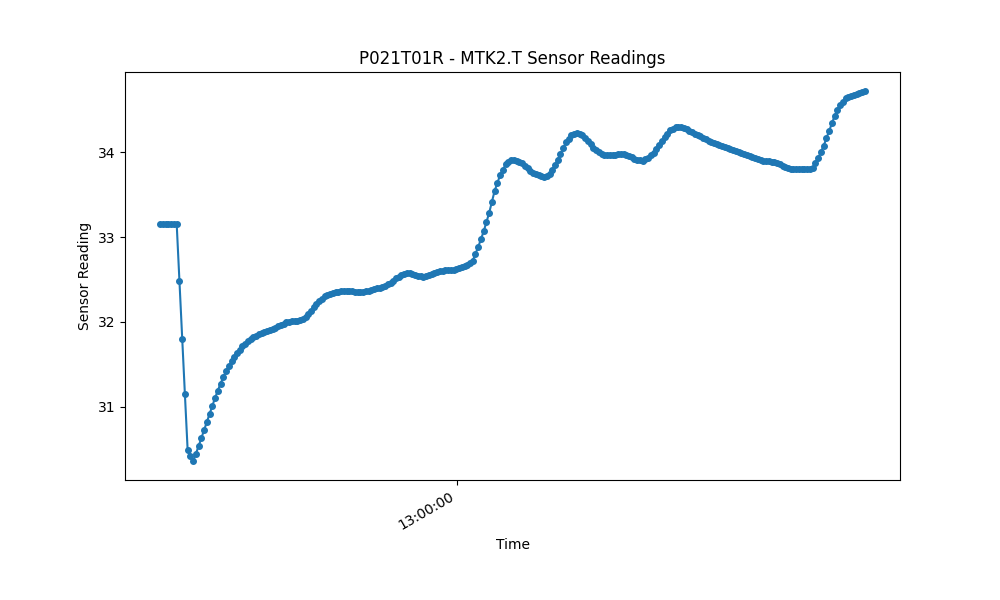 P021T01R - MTK2.T Sensor Readings
Sensor Reading
34
33
32
31
13:00:00
Time